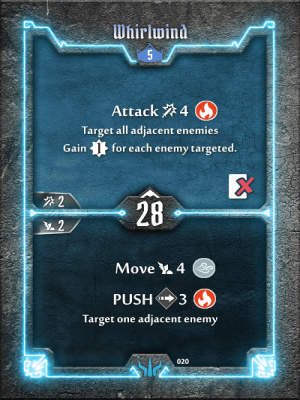 Whirlwind
5
Attack 4
Target all adjacent enemies
Gain 1 for each enemy targeted.
2
28
2
Move 4
PUSH 3
Target one adjacent enemy
020